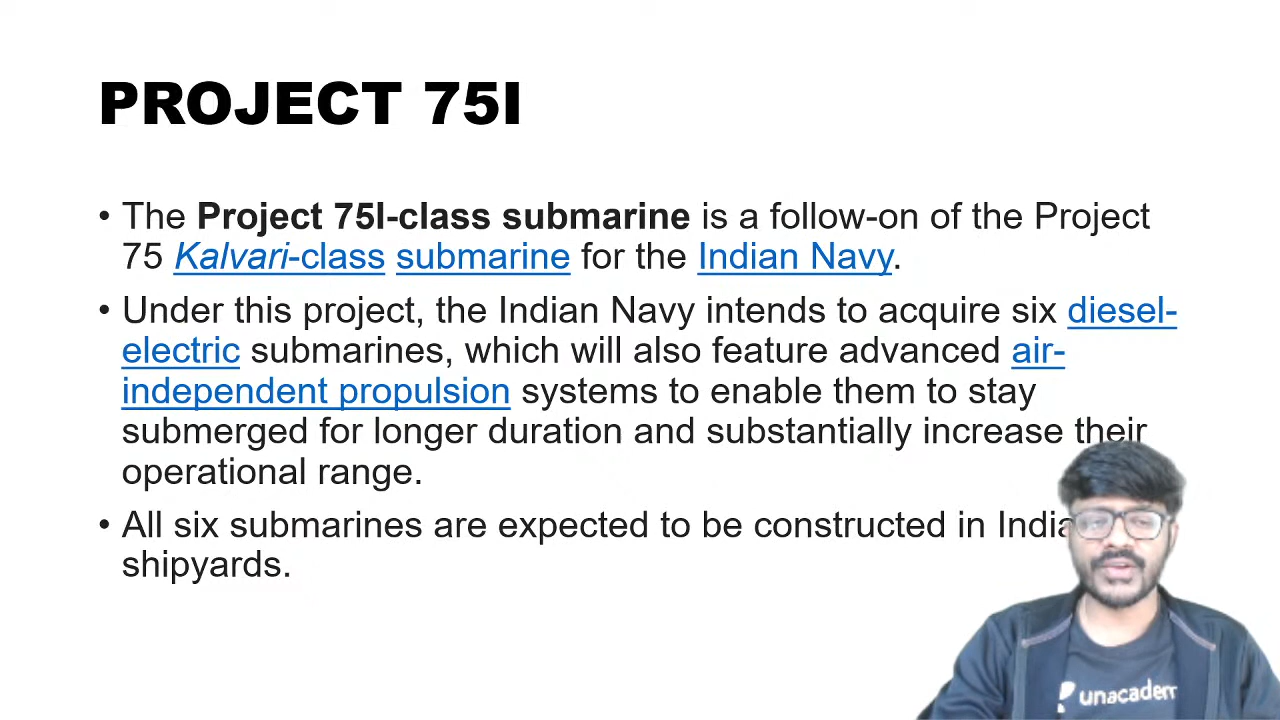 PROJECT 75I
• The Project 75I-class submarine is a follow-on of the Project
75 Kalvari-class submarine for the Indian Navy.
• Under this project, the Indian Navy intends to acquire six diesel-
electric submarines, which will also feature advanced air-
independent propulsion systems to enable them to stay
submerged for longer duration and substantially increase their
operational range.
• All six submarines are expected to be constructed in India
shipyards.
unacadem